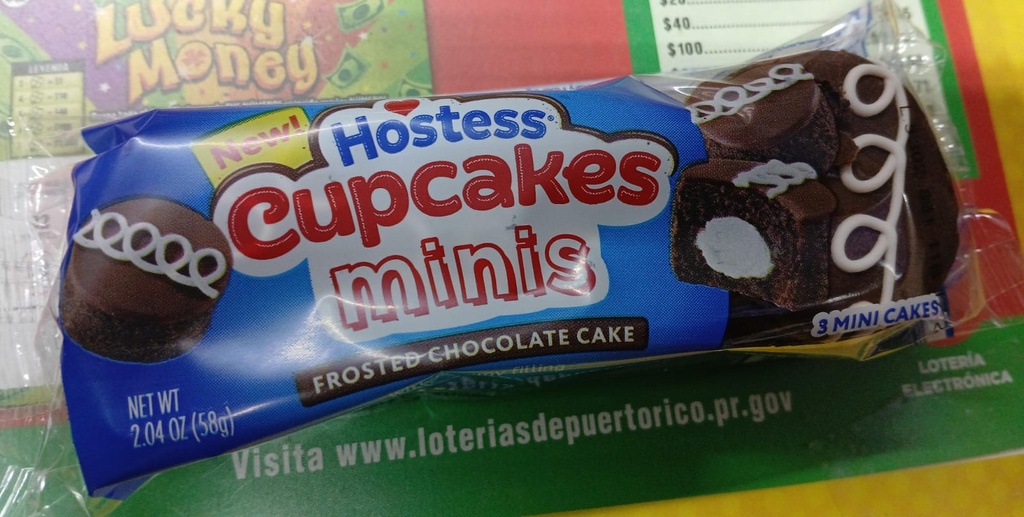 Lucky
Money
$40
$100
New!
Hostess
Cupcakes
minis
FROSTED CHOCOLATE CAKE
filling
3 MINI CAKES
NET WT
2.04 OZ (58g)
LOTERÍA
ELECTRÓNICA
Visita www.loteriasdepuertorico.pr.gov